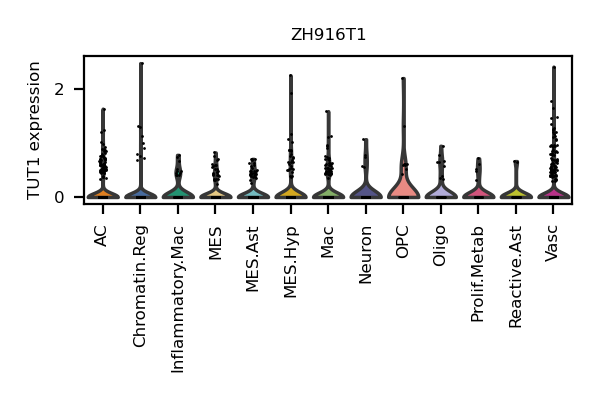 ZH916T1
TUT1 expression
2
0
AC
Chromatin.Reg
Inflammatory.Mac
MES
MES.Ast
MES.Hyp
Mac
Neuron
OPC
Oligo
Prolif.Metab
Reactive.Ast
Vasc